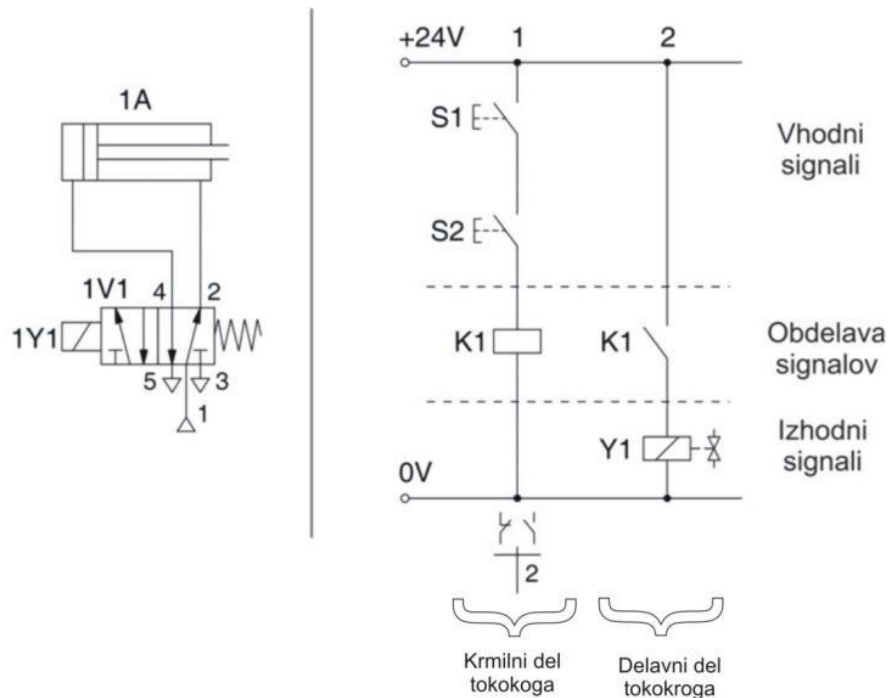 1A
1V1 4 2
1Y1
5 3
1
+24V 1 2
S1
S2
K1 K1
Y1
0V
2
Vhodni
signali
Obdelava
signalov
Izhodni
signali
Krmilni del
tokokoga
Delavni del
tokokroga